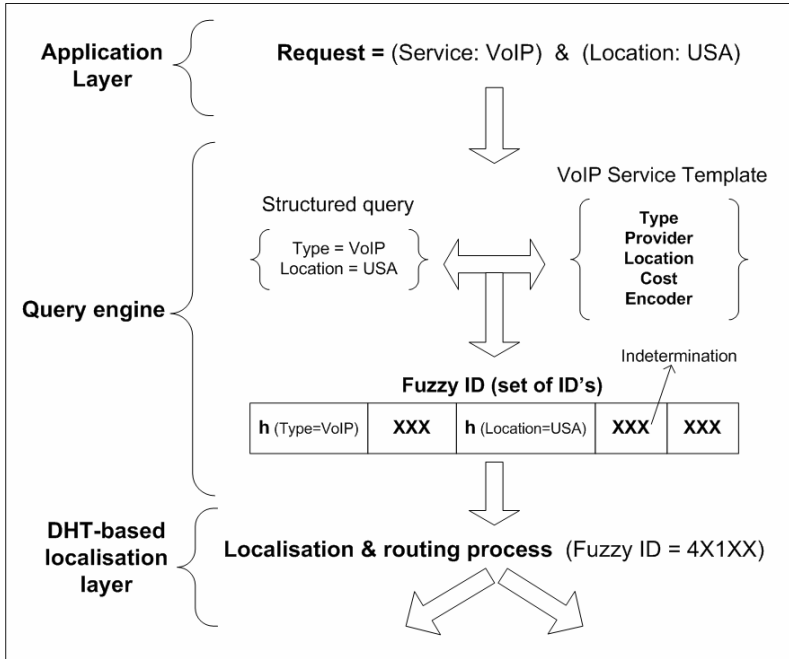 Application
Layer
Request = (Service: VoIP) & (Location: USA)
VoIP Service Template
Structured query
Type = VoIP
Location = USA
Type
Provider
Location
Cost
Encoder
Query engine
Indetermination
Fuzzy ID (set of ID's)
h (Type=VoIP) XXX h (Location=USA) XXX XXX
DHT-based
localisation
layer
Localisation & routing process (Fuzzy ID = 4X1XX)